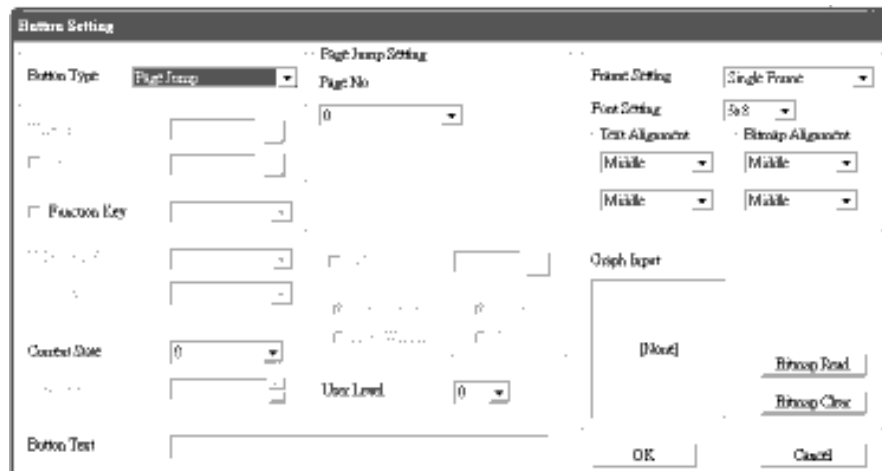 Button Setting
Button Type
Page Jump
Function Key
Current State
0
Button Text
Page Jump Setting
Page No
0
User Level
0
Frame Setting
Single Frame
Font Setting
5x8
Text Alignment
Bitmap Alignment
Middle
Middle
Middle
Middle
Graph Input
[None]
Bitmap Read
Bitmap Clear
OK
Cancel